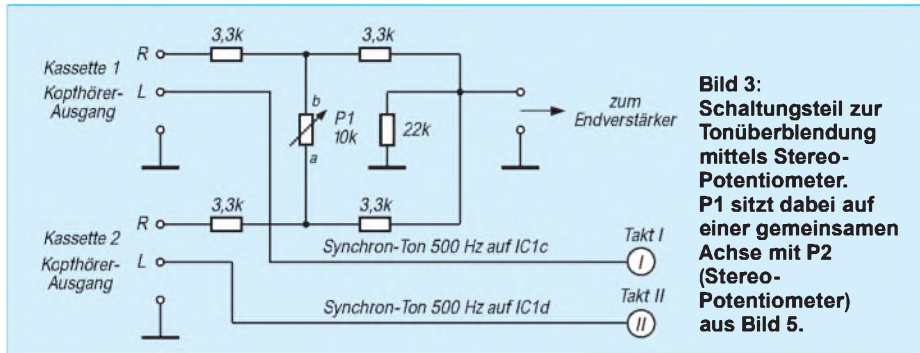 3,3k
3,3k
Kassette 1
Kopfhörer-
Ausgang
R
L
b
P1
10k
a
22k
zum
Endverstärker
3,3k
3,3k
Kassette 2
Kopfhörer-
Ausgang
R
L
Synchron-Ton 500 Hz auf IC1c
Takt I
I
Synchron-Ton 500 Hz auf IC1d
Takt II
II
Bild 3:
Schaltungsteil zur
Tonüberblendung
mittels Stereo-
Potentiometer.
P1 sitzt dabei auf
einer gemeinsamen
Achse mit P2
(Stereo-
Potentiometer)
aus Bild 5.